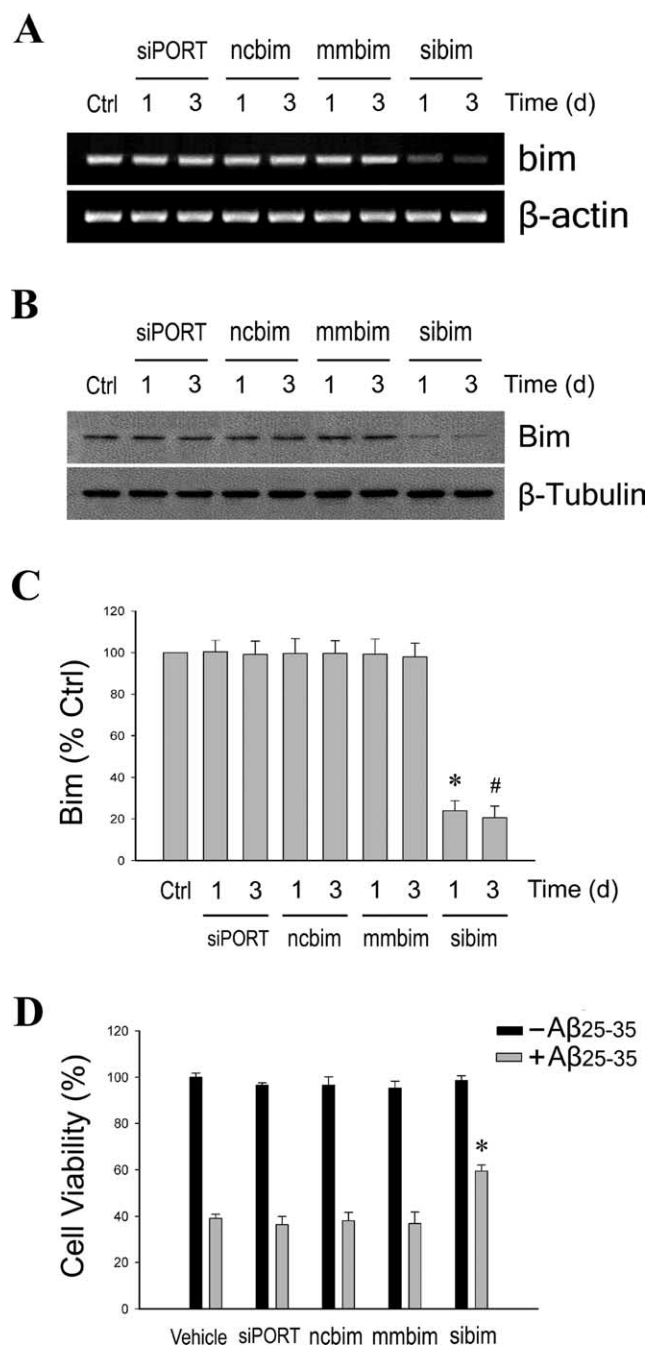 A
siPORT ncbim mmbim sibim
Ctrl 1 3 1 3 1 3 1 3 Time (d)
bim
β-actin
B
siPORT ncbim mmbim sibim
Ctrl 1 3 1 3 1 3 1 3 Time (d)
Bim
β-Tubulin
C
Bim (% Ctrl)
120
100
80
60
40
20
0
* #
Ctrl 1 3 1 3 1 3 1 3 Time (d)
siPORT ncbim mmbim sibim
D
Cell Viability (%)
120
100
80
60
40
20
0
−Aβ25-35
+Aβ25-35
*
Vehicle siPORT ncbim mmbim sibim